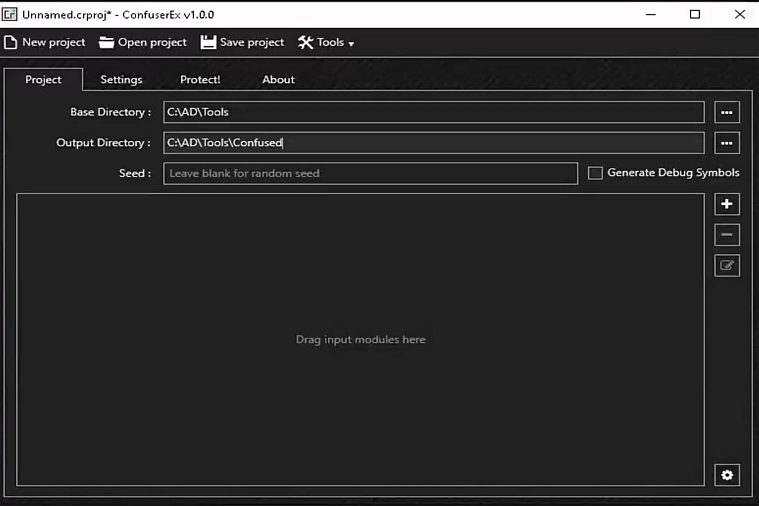 Cr Unnamed.crproj* - ConfuserEx v1.0.0
New project Open project Save project Tools
Project Settings Protect! About
Base Directory : C:\AD\Tools ...
Output Directory : C:\AD\Tools\Confused ...
Seed : Leave blank for random seed Generate Debug Symbols
Drag input modules here